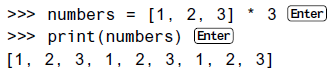 >>> numbers = [1, 2, 3] * 3 Enter
>>> print(numbers) Enter
[1, 2, 3, 1, 2, 3, 1, 2, 3]